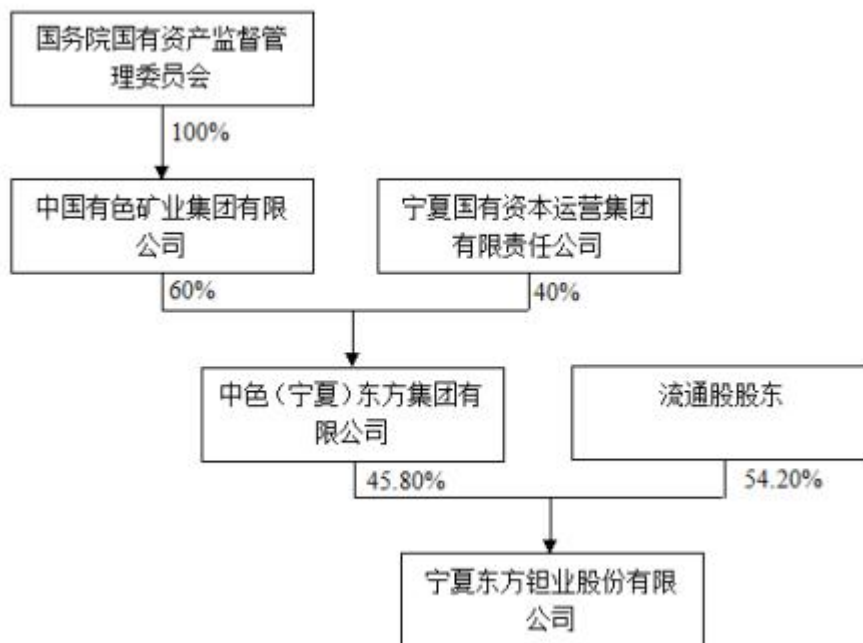 国务院国有资产监督管
理委员会
100%
中国有色矿业集团有限
公司
宁夏国有资本运营集团
有限责任公司
60%
40%
中色（宁夏）东方集团有
限公司
流通股股东
45.80%
54.20%
宁夏东方钽业股份有限
公司